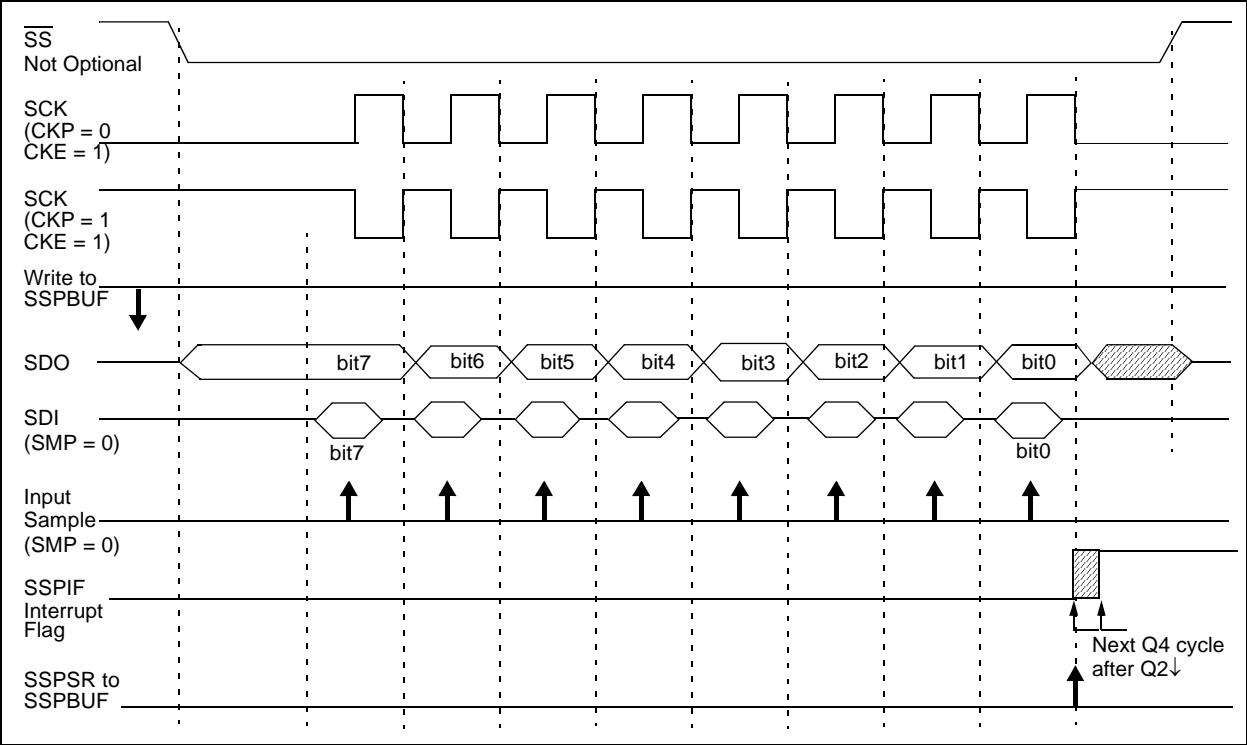 SS
Not Optional
SCK
(CKP = 0
CKE = 1)
SCK
(CKP = 1
CKE = 1)
Write to
SSPBUF
SDO
bit7 bit6 bit5 bit4 bit3 bit2 bit1 bit0
SDI
(SMP = 0)
bit7 bit0
Input
Sample
(SMP = 0)
SSPIF
Interrupt
Flag
Next Q4 cycle
after Q2↓
SSPSR to
SSPBUF